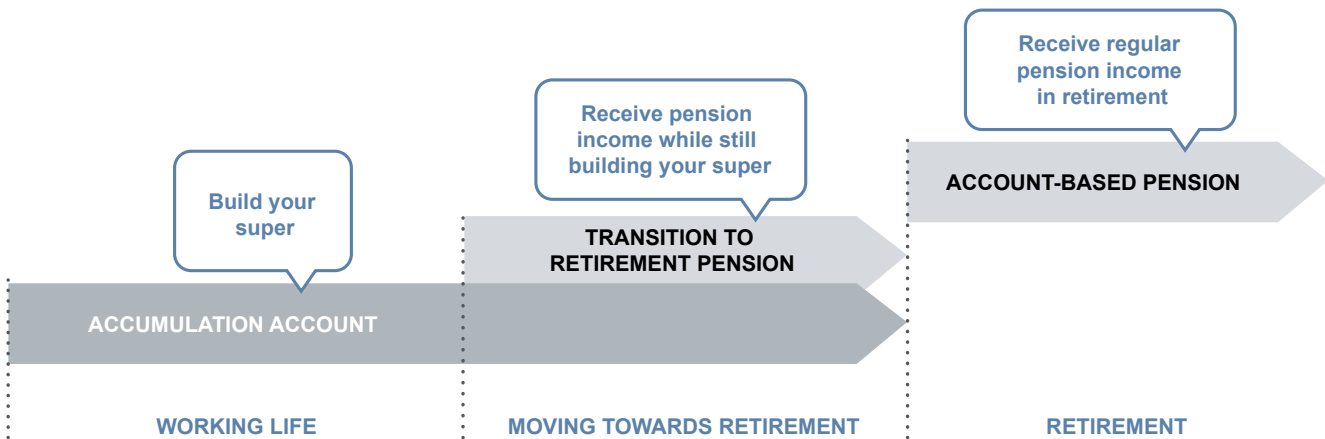 Receive regular
pension income
in retirement
Receive pension
income while still
building your super
Build your
super
ACCOUNT-BASED PENSION
TRANSITION TO
RETIREMENT PENSION
ACCUMULATION ACCOUNT
WORKING LIFE
MOVING TOWARDS RETIREMENT
RETIREMENT